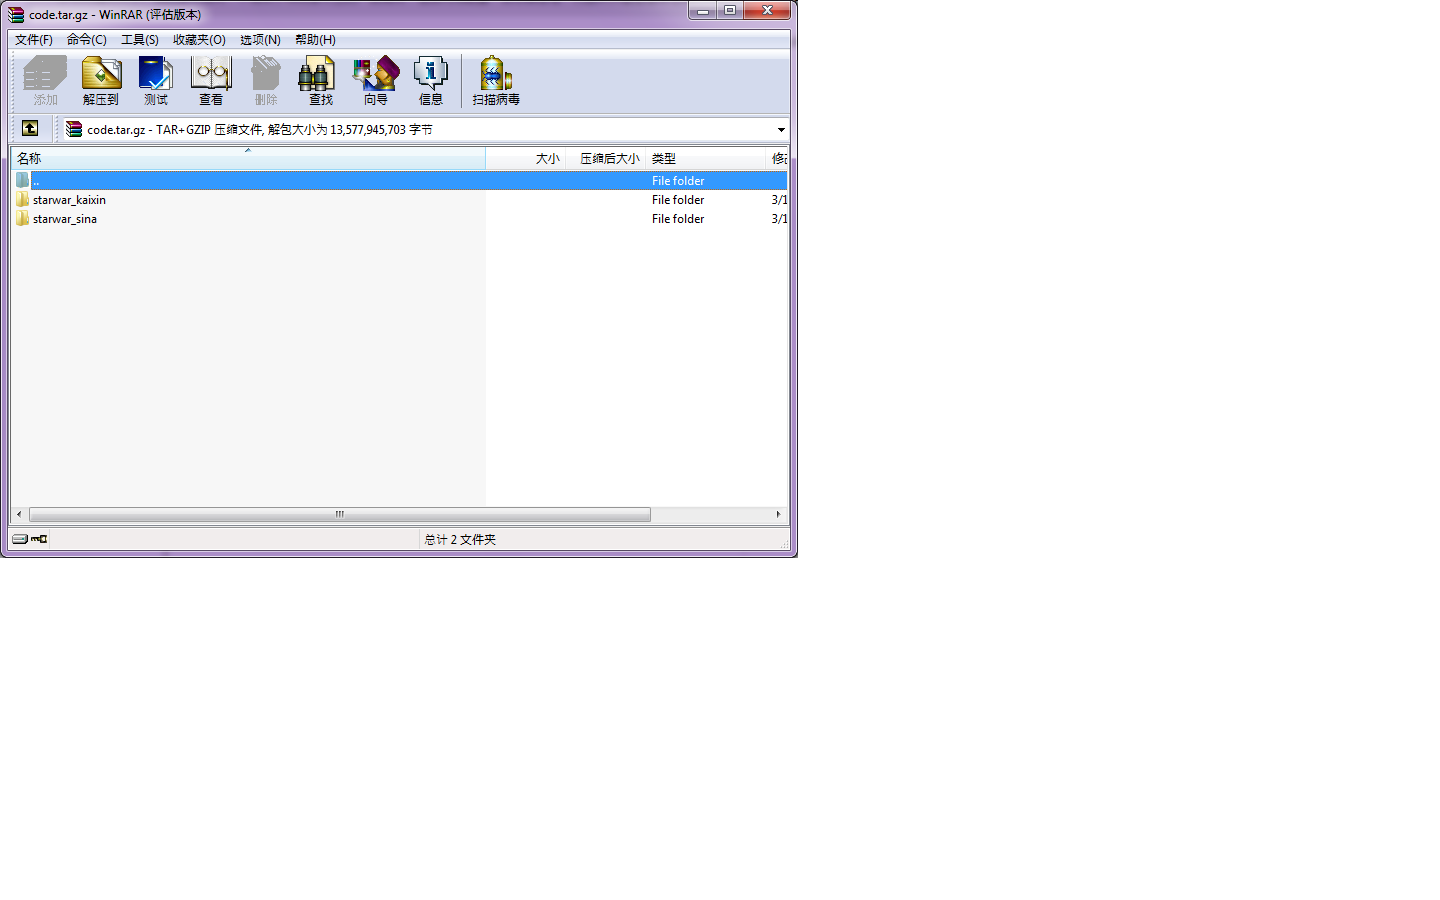 code.tar.gz - WinRAR (评估版本)
文件(F) 命令(C) 工具(S) 收藏夹(O) 选项(N) 帮助(H)
添加 解压到 测试 查看 删除 查找 向导 信息 扫描病毒
code.tar.gz - TAR+GZIP 压缩文件, 解包大小为 13,577,945,703 字节
名称 大小 压缩后大小 类型
.. File folder
starwar_kaixin File folder 3/1
starwar_sina File folder 3/1
总计 2 文件夹